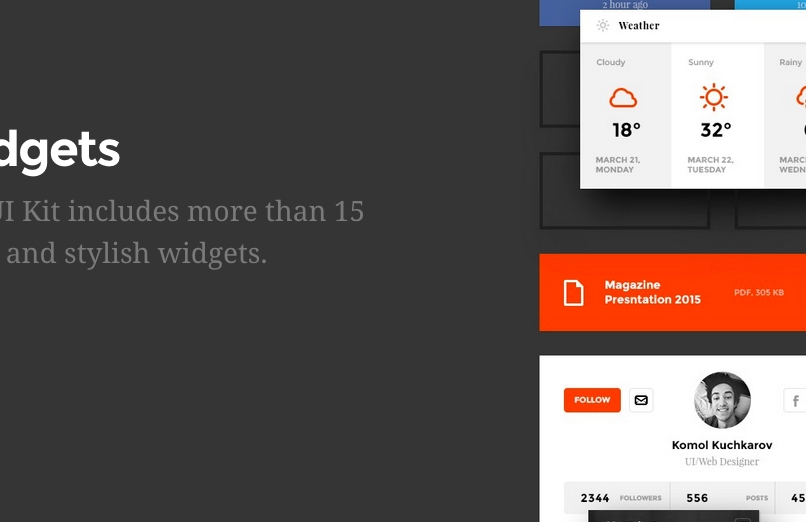 dgets
UI Kit includes more than 15
and stylish widgets.
2 hour ago
10
Weather
Cloudy
Sunny
Rainy
18°
32°
MARCH 21,
MONDAY
MARCH 22,
TUESDAY
MARC
WEDN
Magazine
Presntation 2015
PDF, 305 KB
FOLLOW
Komol Kuchkarov
UI/Web Designer
2344 FOLLOWERS
556 POSTS
45